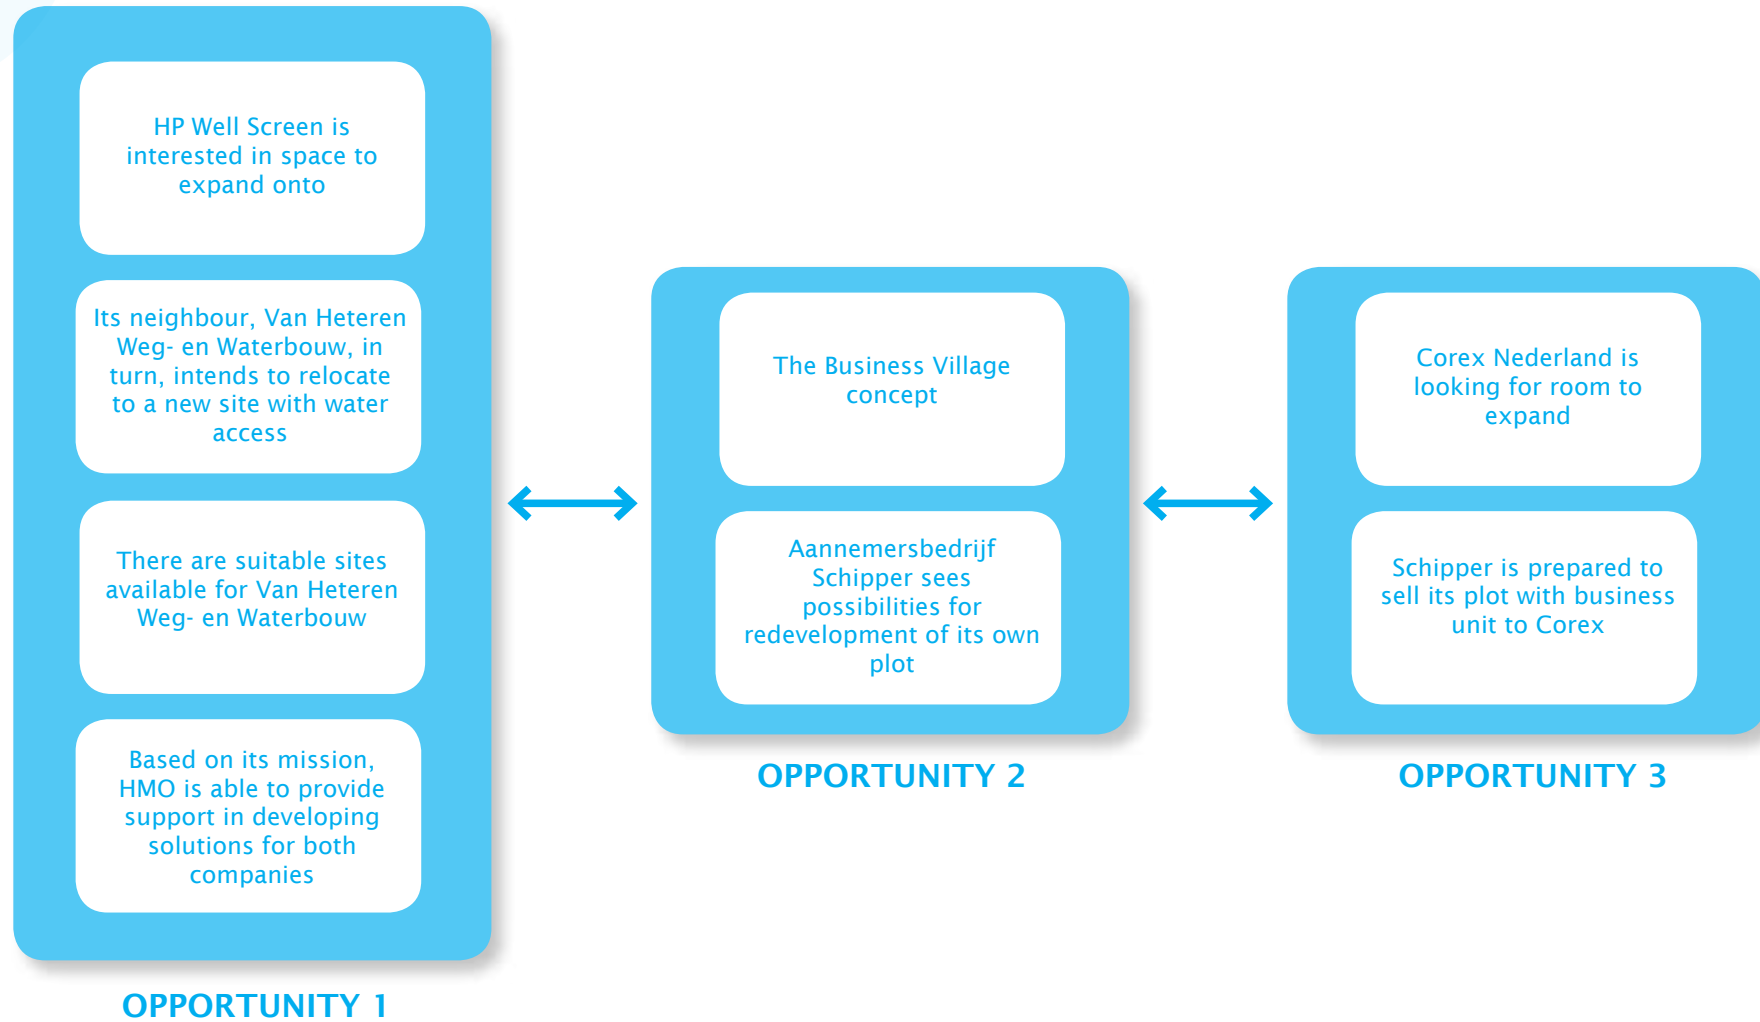 HP Well Screen is
interested in space to
expand onto
Its neighbour, Van Heteren
Weg- en Waterbouw, in
turn, intends to relocate
to a new site with water
access
There are suitable sites
available for Van Heteren
Weg- en Waterbouw
Based on its mission,
HMO is able to provide
support in developing
solutions for both
companies
OPPORTUNITY 1
The Business Village
concept
Aannemersbedrijf
Schipper sees
possibilities for
redevelopment of its own
plot
OPPORTUNITY 2
Corex Nederland is
looking for room to
expand
Schipper is prepared to
sell its plot with business
unit to Corex
OPPORTUNITY 3